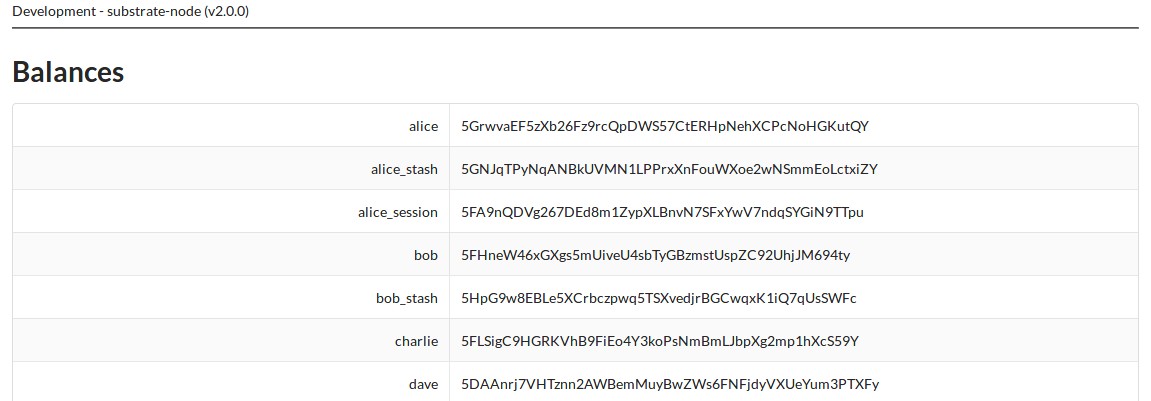 Development - substrate-node (v2.0.0)
Balances
alice 5GrwvaEF5zXb26Fz9rcQpDWS57CtERHpNehXCPcNoHGKutQY
alice_stash 5GNJqTPyNqANBkUVMN1LPPrxXnFouWXoe2wNSmmEoLctxiZY
alice_session 5FA9nQDVg267DEd8m1ZypXLBnvN7SFxYwV7ndqSYGiN9TTpu
bob 5FHneW46xGXgs5mUiveU4sbTyGBzmstUspZC92UhjJM694ty
bob_stash 5HpG9w8EBLe5XCrbczpwq5TSXvedjrBGCwqxK1iQ7qUsSWFc
charlie 5FLSigC9HGRKVhB9FiEo4Y3koPsNmBmLJbpXg2mp1hXcS59Y
dave 5DAAnrj7VHTznn2AWBemMuyBwZWs6FNFjdyVXUeYum3PTXFy